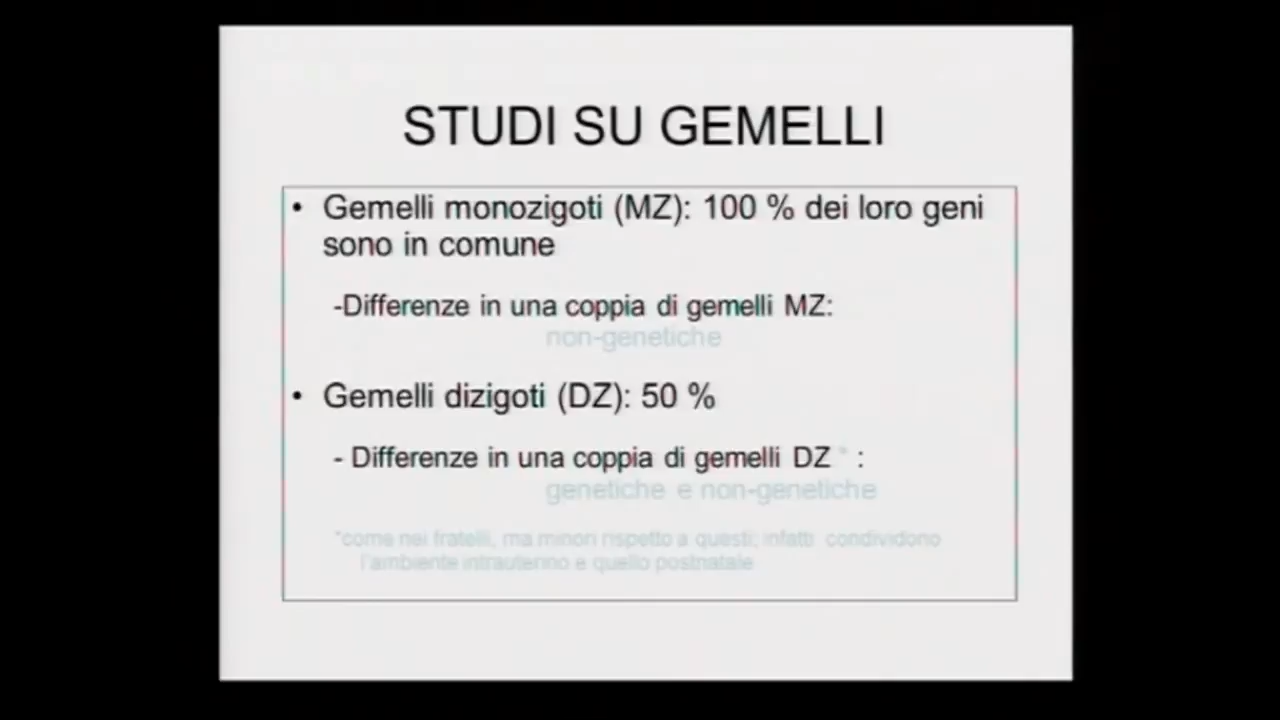 STUDI SU GEMELLI
• Gemelli monozigoti (MZ): 100 % dei loro geni
sono in comune
-Differenze in una coppia di gemelli MZ:
non-genetiche
• Gemelli dizigoti (DZ): 50 %
- Differenze in una coppia di gemelli DZ * :
genetiche e non-genetiche
*come nei fratelli, ma minori rispetto a questi; infatti condividono
l'ambiente intrauterino e quello postnatale